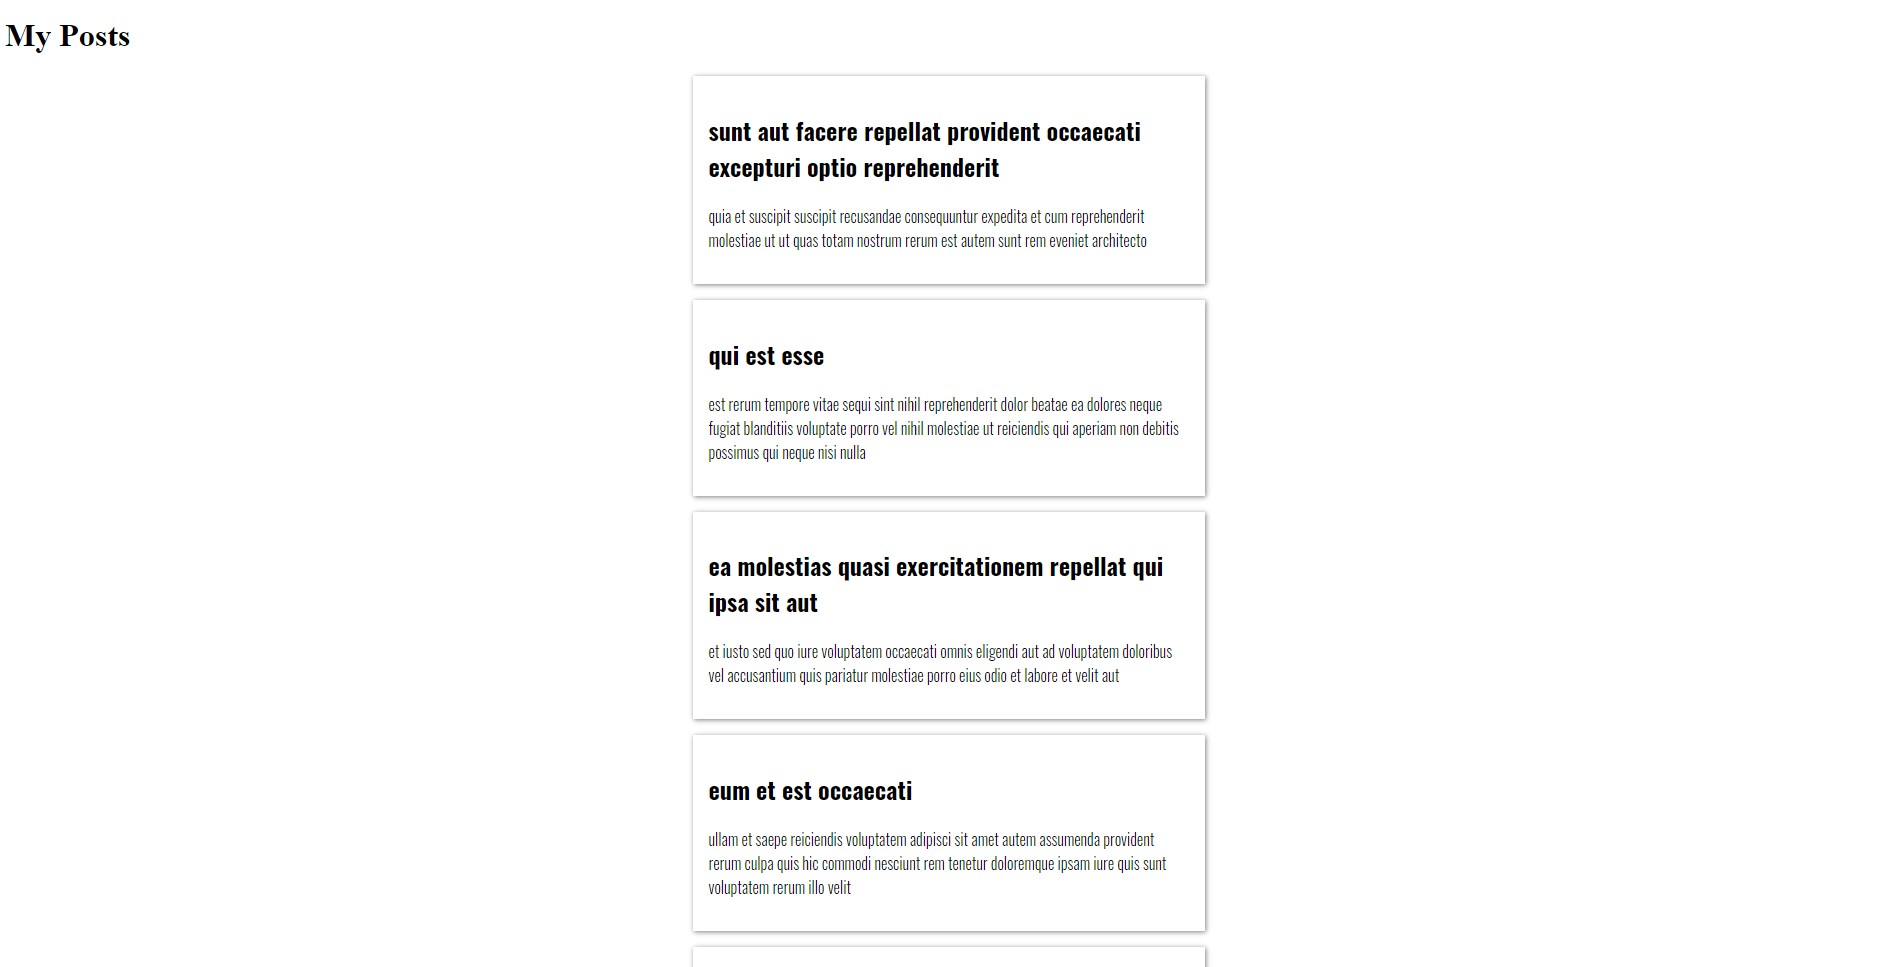 My Posts
sunt aut facere repellat provident occaecati
excepturi optio reprehenderit
quia et suscipit suscipit recusandae consequuntur expedita et cum reprehenderit
molestiae ut ut quas totam nostrum rerum est autem sunt rem eveniet architecto
qui est esse
est rerum tempore vitae sequi sint nihil reprehenderit dolor beatae ea dolores neque
fugiat blanditiis voluptate porro vel nihil molestiae ut reiciendis qui aperiam non debitis
possimus qui neque nisi nulla
ea molestias quasi exercitationem repellat qui
ipsa sit aut
et iusto sed quo iure voluptatem occaecati omnis eligendi aut ad voluptatem doloribus
vel accusantium quis pariatur molestiae porro eius odio et labore et velit aut
eum et est occaecati
ullam et saepe reiciendis voluptatem adipisci sit amet autem assumenda provident
rerum culpa quis hic commodi nesciunt rem tenetur doloremque ipsam iure quis sunt
voluptatem rerum illo velit